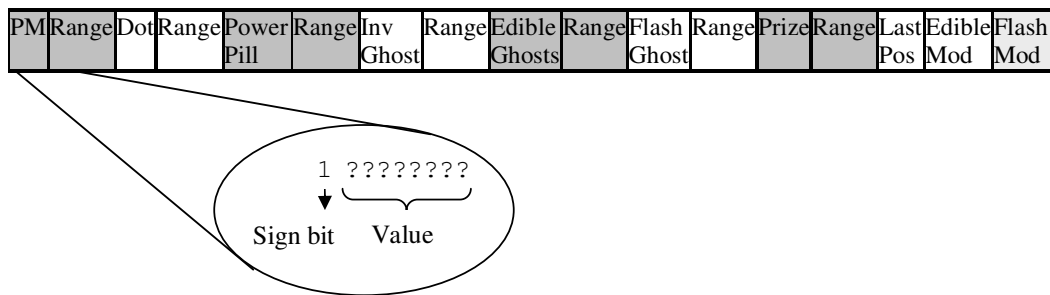 PM Range Dot Range Power Pill Range Inv Ghost Range Edible Ghosts Range Flash Ghost Range Prize Range Last Pos Edible Mod Flash Mod
1 ????????
Sign bit Value